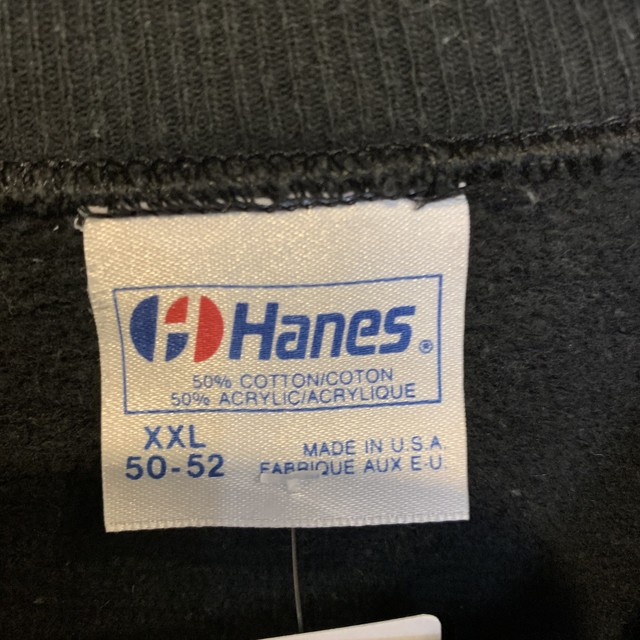 Hanes®
50% COTTON/COTON
50% ACRYLIC/ACRYLIQUE
XXL
50-52
MADE IN U.S.A
FABRIQUE AUX E-U